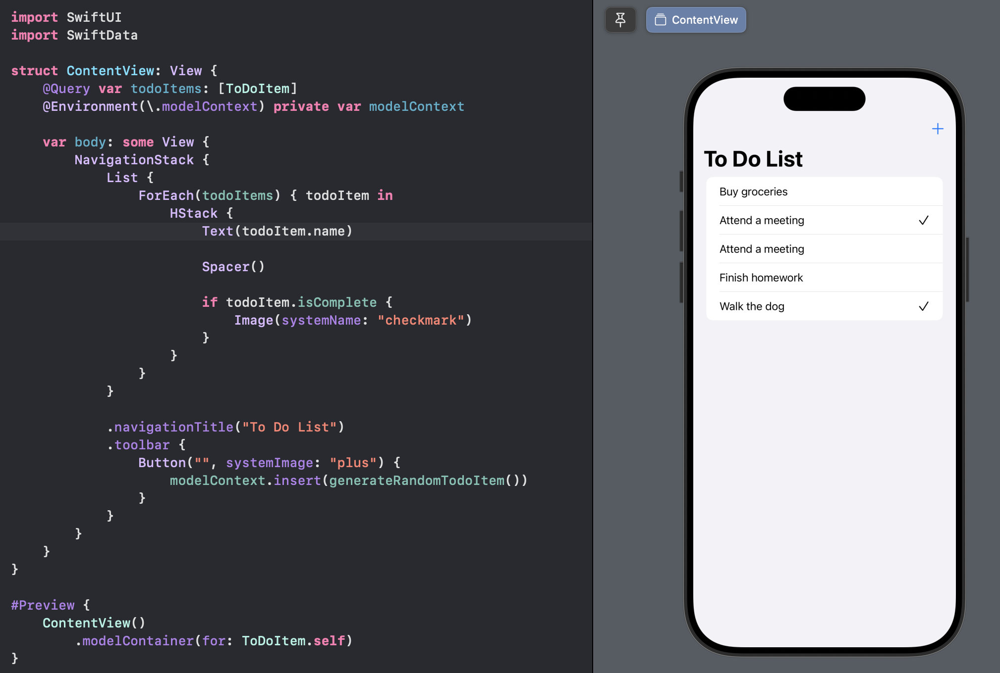 import SwiftUI
import SwiftData
struct ContentView: View {
    @Query var todoItems: [ToDoItem]
    @Environment(\.modelContext) private var modelContext
    var body: some View {
        NavigationStack {
            List {
                ForEach(todoItems) { todoItem in
                    HStack {
                        Text(todoItem.name)
                        Spacer()
                        if todoItem.isComplete {
                            Image(systemName: "checkmark")
                        }
                    }
                }
            }
            .navigationTitle("To Do List")
            .toolbar {
                Button("", systemImage: "plus") {
                    modelContext.insert(generateRandomTodoItem())
                }
            }
        }
    }
}
#Preview {
    ContentView()
        .modelContainer(for: ToDoItem.self)
}
ContentView
To Do List
Buy groceries
Attend a meeting
Attend a meeting
Finish homework
Walk the dog